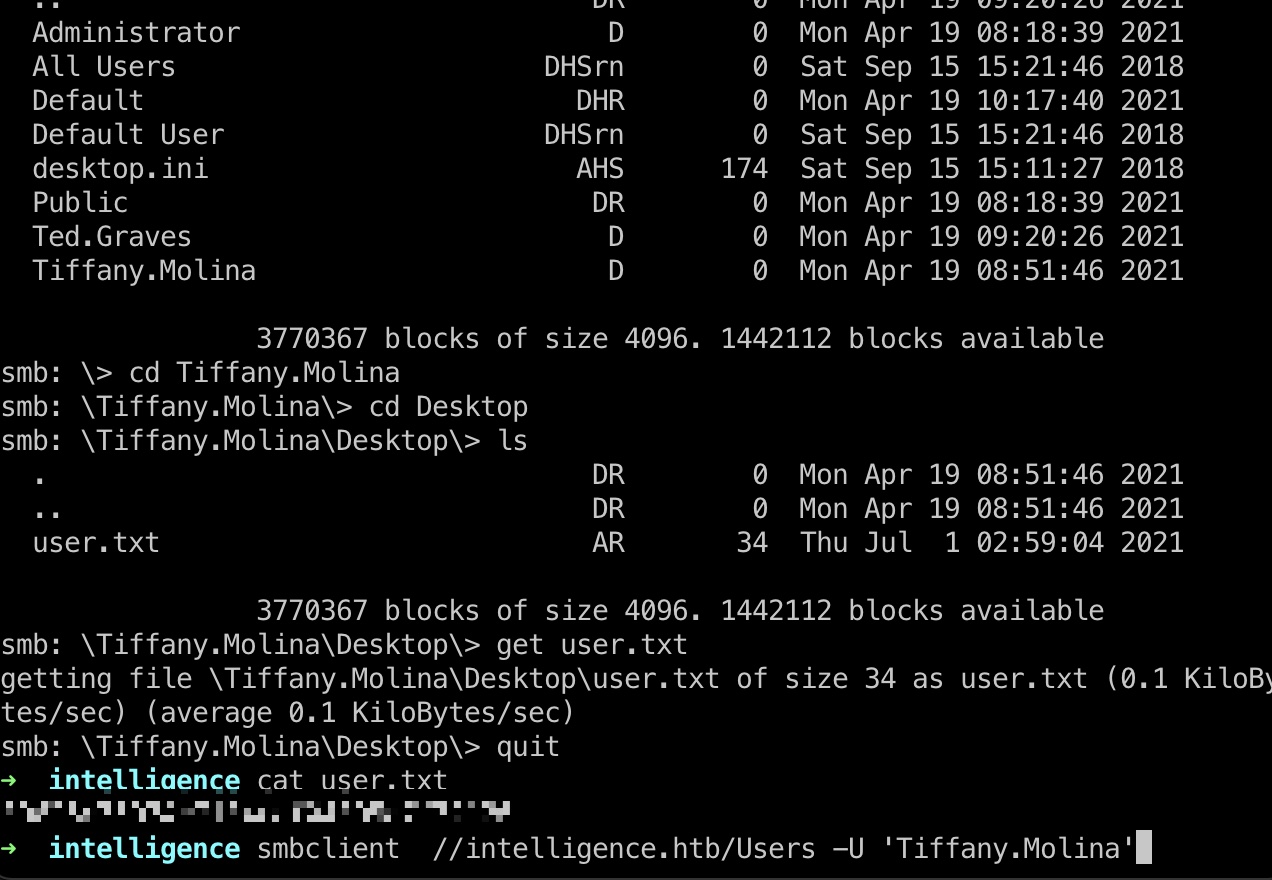 ..                                   DR        0  Mon Apr 19 09:20:26 2021
  Administrator                       D        0  Mon Apr 19 08:18:39 2021
  All Users                       DHSrn        0  Sat Sep 15 15:21:46 2018
  Default                           DHR        0  Mon Apr 19 10:17:40 2021
  Default User                    DHSrn        0  Sat Sep 15 15:21:46 2018
  desktop.ini                       AHS      174  Sat Sep 15 15:11:27 2018
  Public                             DR        0  Mon Apr 19 08:18:39 2021
  Ted.Graves                          D        0  Mon Apr 19 09:20:26 2021
  Tiffany.Molina                      D        0  Mon Apr 19 08:51:46 2021
                3770367 blocks of size 4096. 1442112 blocks available
smb: \> cd Tiffany.Molina
smb: \Tiffany.Molina\> cd Desktop
smb: \Tiffany.Molina\Desktop\> ls
  .                                  DR        0  Mon Apr 19 08:51:46 2021
  ..                                 DR        0  Mon Apr 19 08:51:46 2021
  user.txt                           AR       34  Thu Jul  1 02:59:04 2021
                3770367 blocks of size 4096. 1442112 blocks available
smb: \Tiffany.Molina\Desktop\> get user.txt
getting file \Tiffany.Molina\Desktop\user.txt of size 34 as user.txt (0.1 KiloBy
tes/sec) (average 0.1 KiloBytes/sec)
smb: \Tiffany.Molina\Desktop\> quit
→  intelligence cat user.txt
→  intelligence smbclient  //intelligence.htb/Users -U 'Tiffany.Molina'